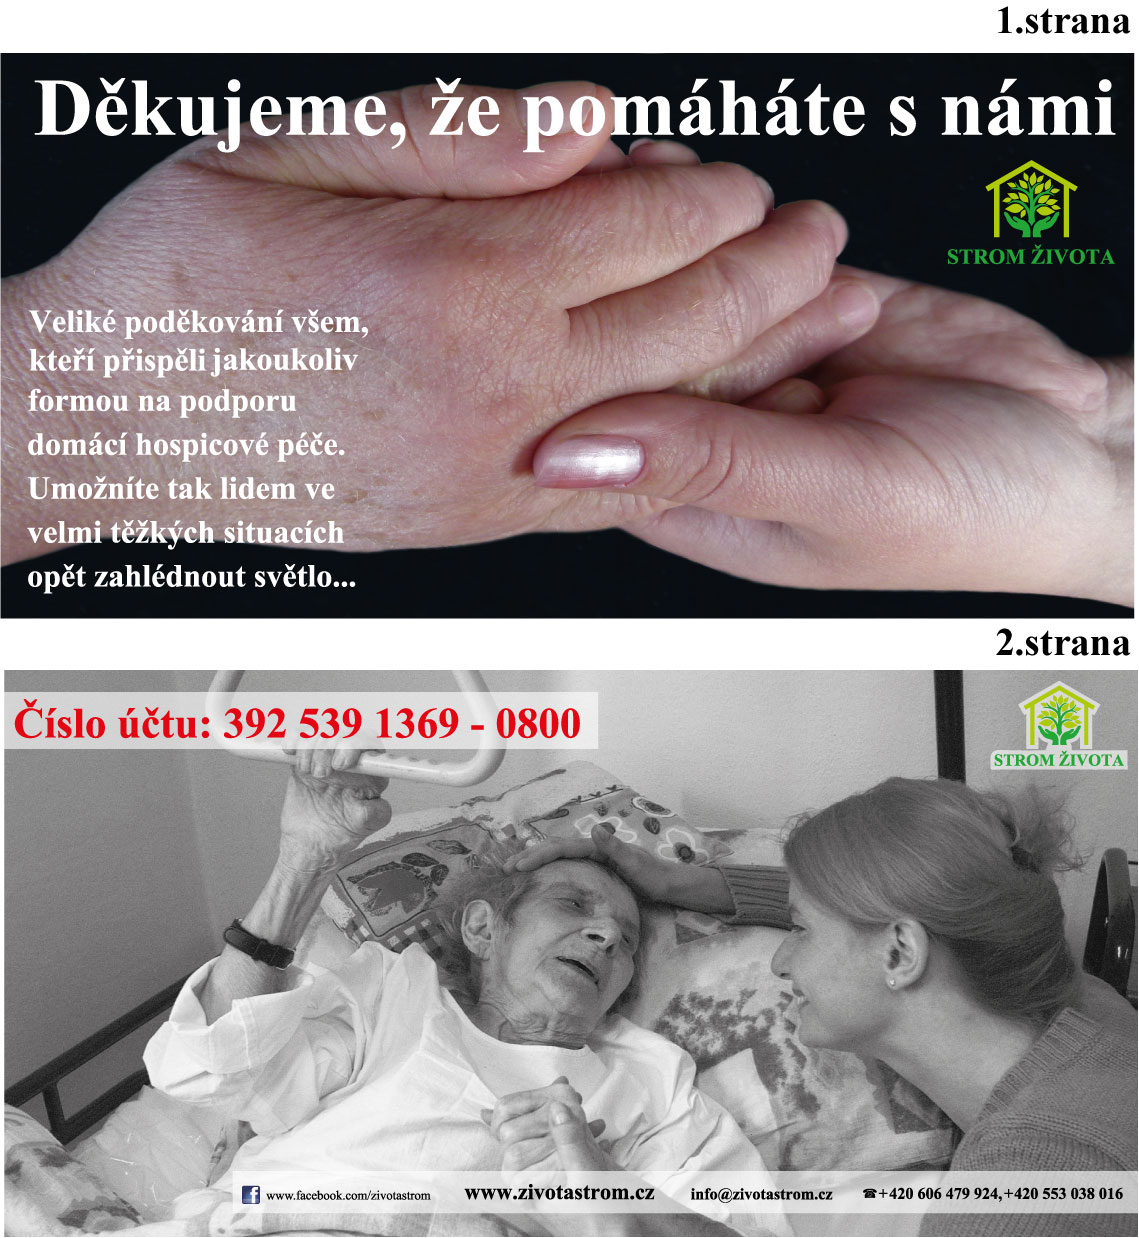 1.strana
Děkujeme, že pomáháte s námi
STROM ŽIVOTA
Veliké poděkování všem,
kteří přispěli jakoukoliv
formou na podporu
domácí hospicové péče.
Umožníte tak lidem ve
velmi těžkých situacích
opět zahlédnout světlo...
2.strana
Číslo účtu: 392 539 1369 - 0800
STROM ŽIVOTA
www.facebook.com/zivotastrom www.zivotastrom.cz info@zivotastrom.cz ☎+420 606 479 924,+420 553 038 016